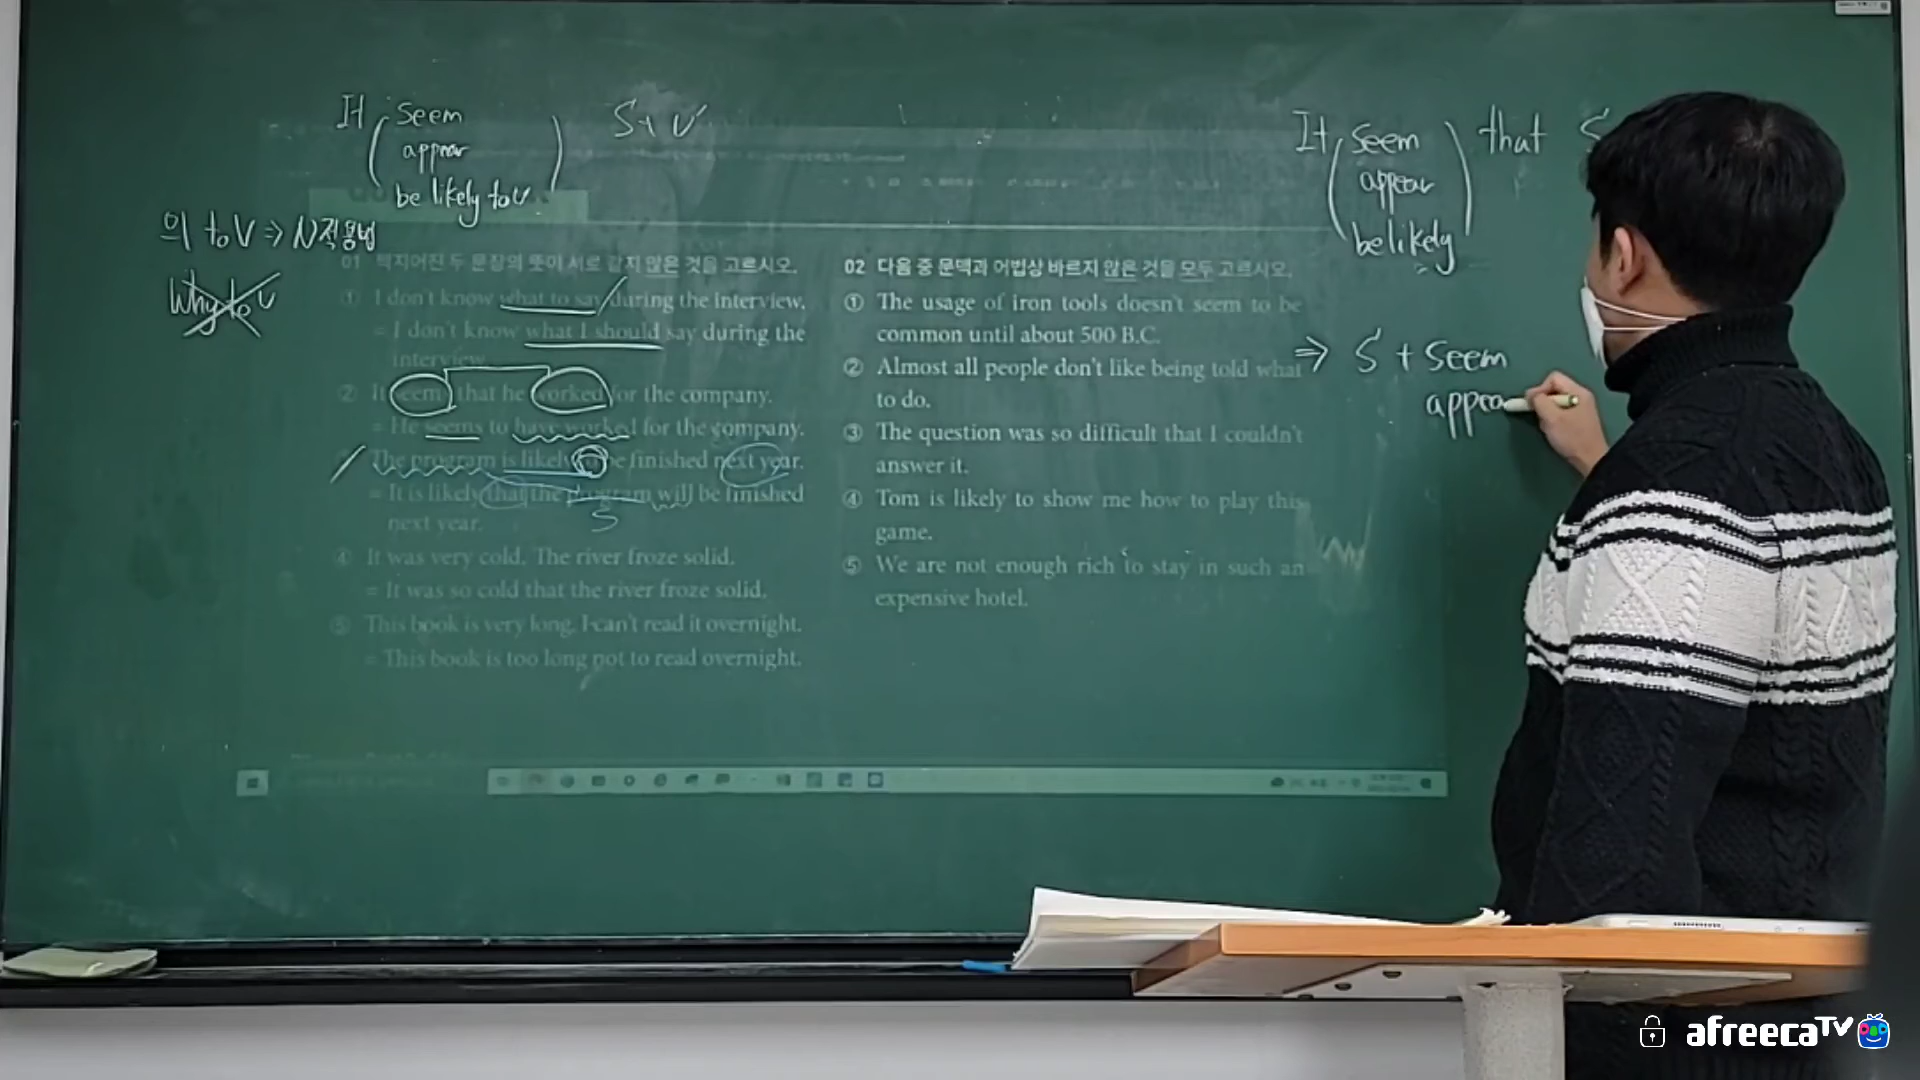 It seem S+V
appear
be likely to V
의 to V ⇒ N적용법
Why to V
It seem that S
appear
be likely
⇒ S + seem
appea
01 짝지어진 두 문장의 뜻이 서로 같지 않은 것을 고르시오.
① I don't know what to say during the interview.
= I don't know what I should say during the
interview.
② It seem that he worked for the company.
= He seems to have worked for the company.
The program is likely to be finished next year.
= It is likely that the program will be finished
S
next year.
④ It was very cold. The river froze solid.
= It was so cold that the river froze solid.
⑤ This book is very long. I can't read it overnight.
= This book is too long not to read overnight.
02 다음 중 문맥과 어법상 바르지 않은 것을 모두 고르시오.
① The usage of iron tools doesn't seem to be
common until about 500 B.C.
② Almost all people don't like being told what
to do.
③ The question was so difficult that I couldn't
answer it.
④ Tom is likely to show me how to play this
game.
⑤ We are not enough rich to stay in such an
expensive hotel.
afreecaTV